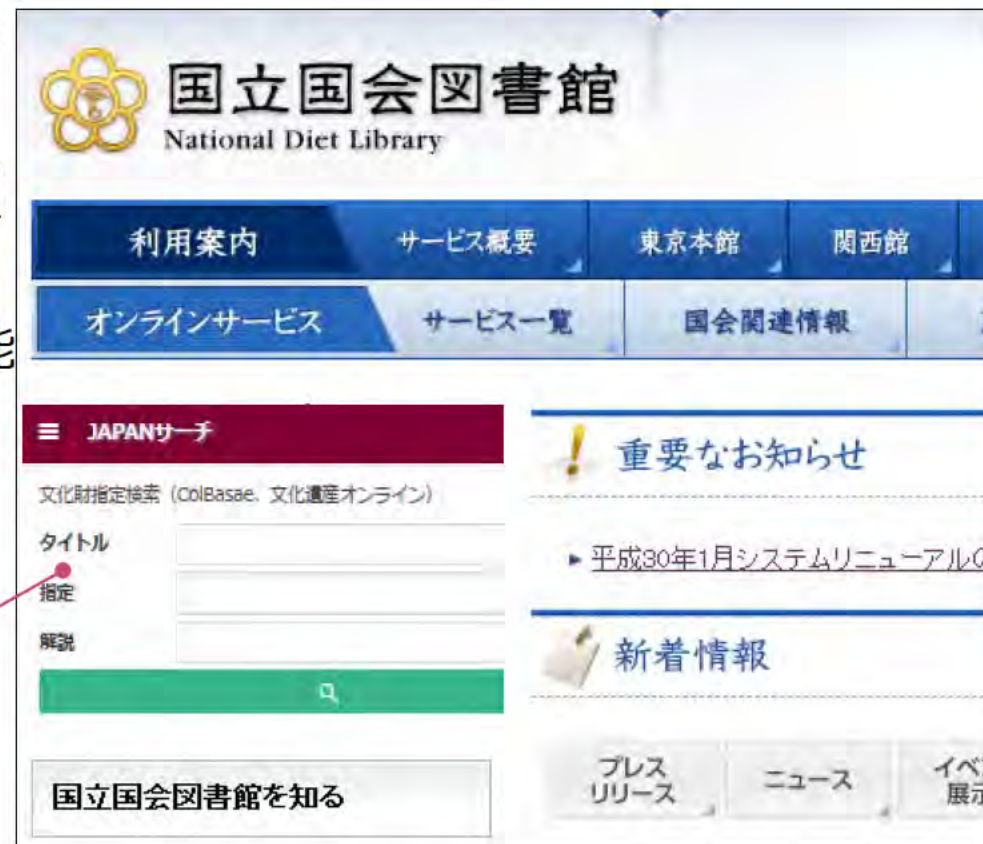 国立国会図書館
National Diet Library
利用案内 サービス概要 東京本館 関西館
オンラインサービス サービス一覧 国会関連情報
能
JAPANサーチ
文化財指定検索（ColBasae、文化遺産オンライン）
タイトル
指定
解説
国立国会図書館を知る
重要なお知らせ
平成30年1月システムリニューアルの
新着情報
プレス
リリース
ニュース
イベ
展示